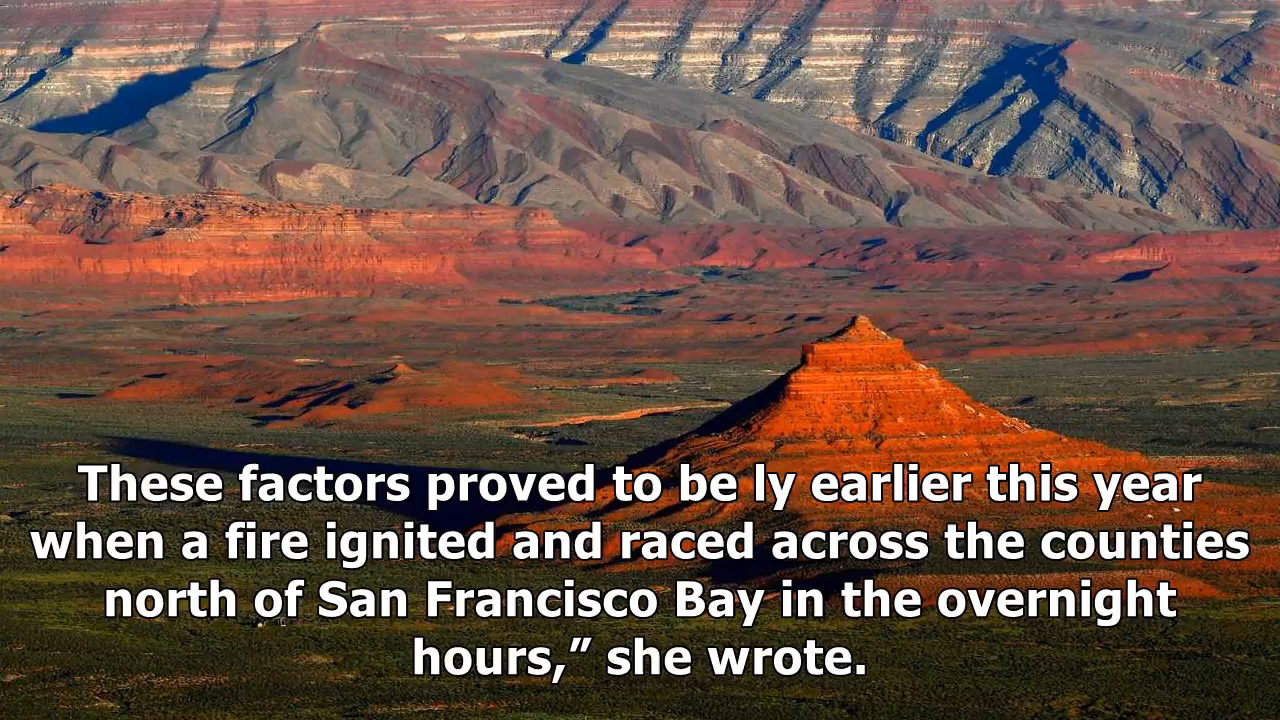 These factors proved to be ly earlier this year
when a fire ignited and raced across the counties
north of San Francisco Bay in the overnight
hours,” she wrote.